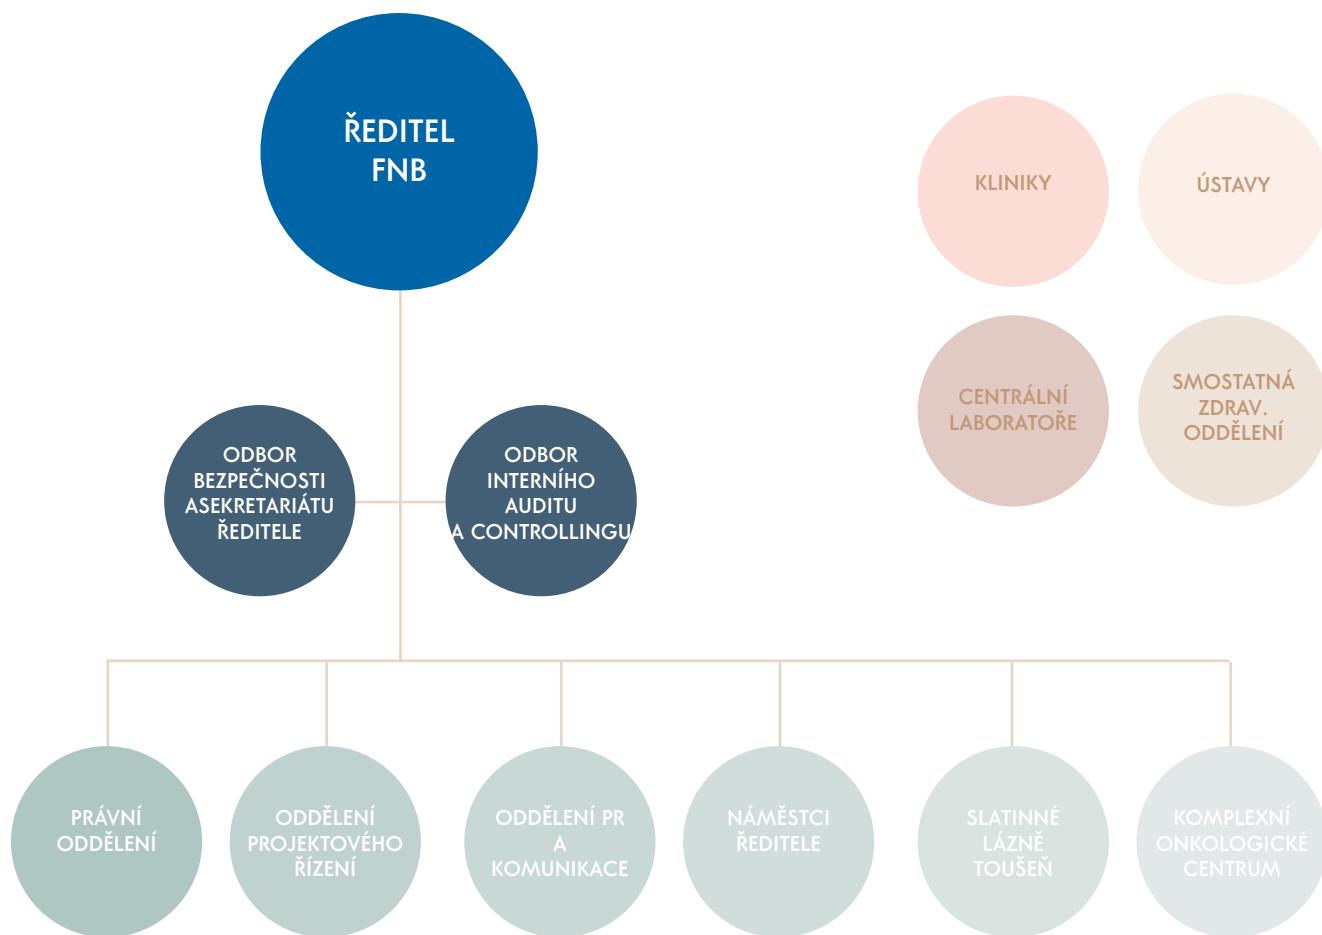 ŘEDITEL
FNB
KLINIKY
ÚSTAVY
CENTRÁLNÍ
LABORATOŘE
SMOSTATNÁ
ZDRAV.
ODDĚLENÍ
ODBOR
BEZPEČNOSTI
ASEKRETARIÁTU
ŘEDITELE
ODBOR
INTERNÍHO
AUDITU
A CONTROLLINGU
PRÁVNÍ
ODDĚLENÍ
ODDĚLENÍ
PROJEKTOVÉHO
ŘÍZENÍ
ODDĚLENÍ PR
A
KOMUNIKACE
NÁMĚSTCI
ŘEDITELE
SLATINNÉ
LÁZNĚ
TOUŠEŇ
KOMPLEXNÍ
ONKOLOGICKÉ
CENTRUM